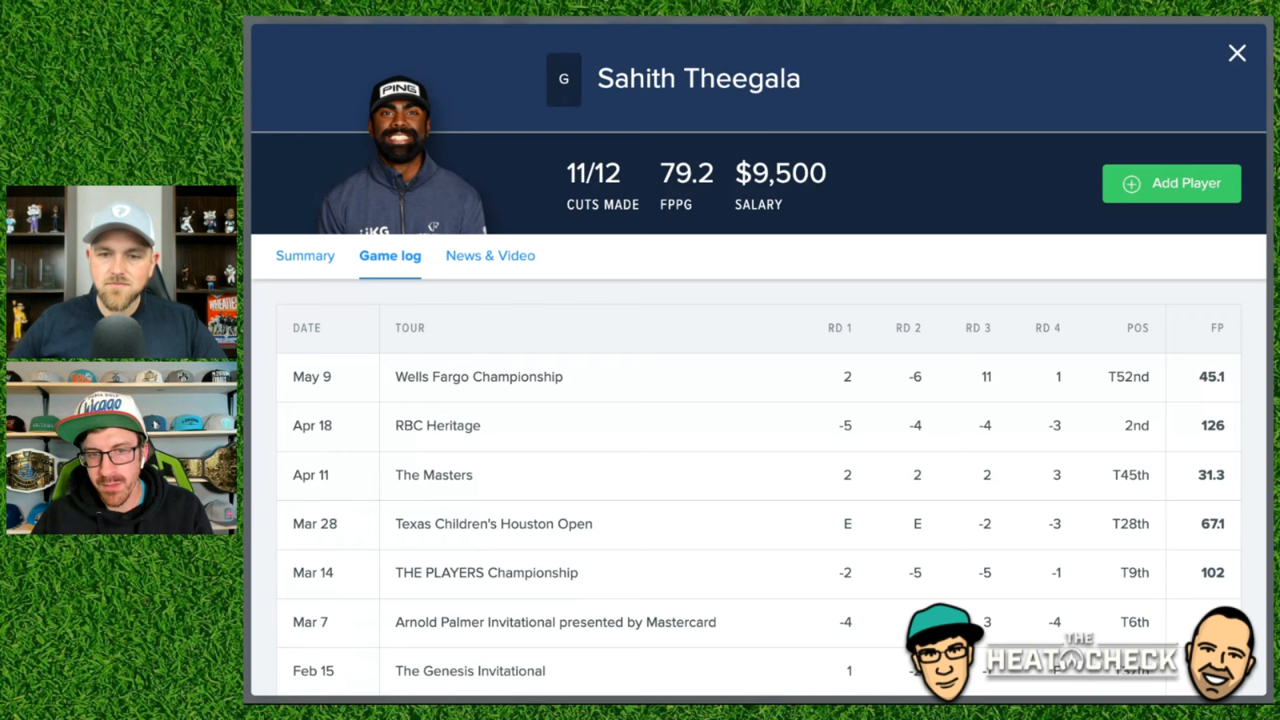 G Sahith Theegala
PING
11/12 79.2 $9,500
CUTS MADE FPPG SALARY
Add Player
Summary Game log News & Video
DATE TOUR RD 1 RD 2 RD 3 RD 4 POS FP
May 9 Wells Fargo Championship 2 -6 11 1 T52nd 45.1
Apr 18 RBC Heritage -5 -4 -4 -3 2nd 126
Apr 11 The Masters 2 2 2 3 T45th 31.3
Mar 28 Texas Children's Houston Open E E -2 -3 T28th 67.1
Mar 14 THE PLAYERS Championship -2 -5 -5 -1 T9th 102
Mar 7 Arnold Palmer Invitational presented by Mastercard -4 3 -4 T6th
Feb 15 The Genesis Invitational 1
WHEATIES
Chicago
THE
HEAT CHECK